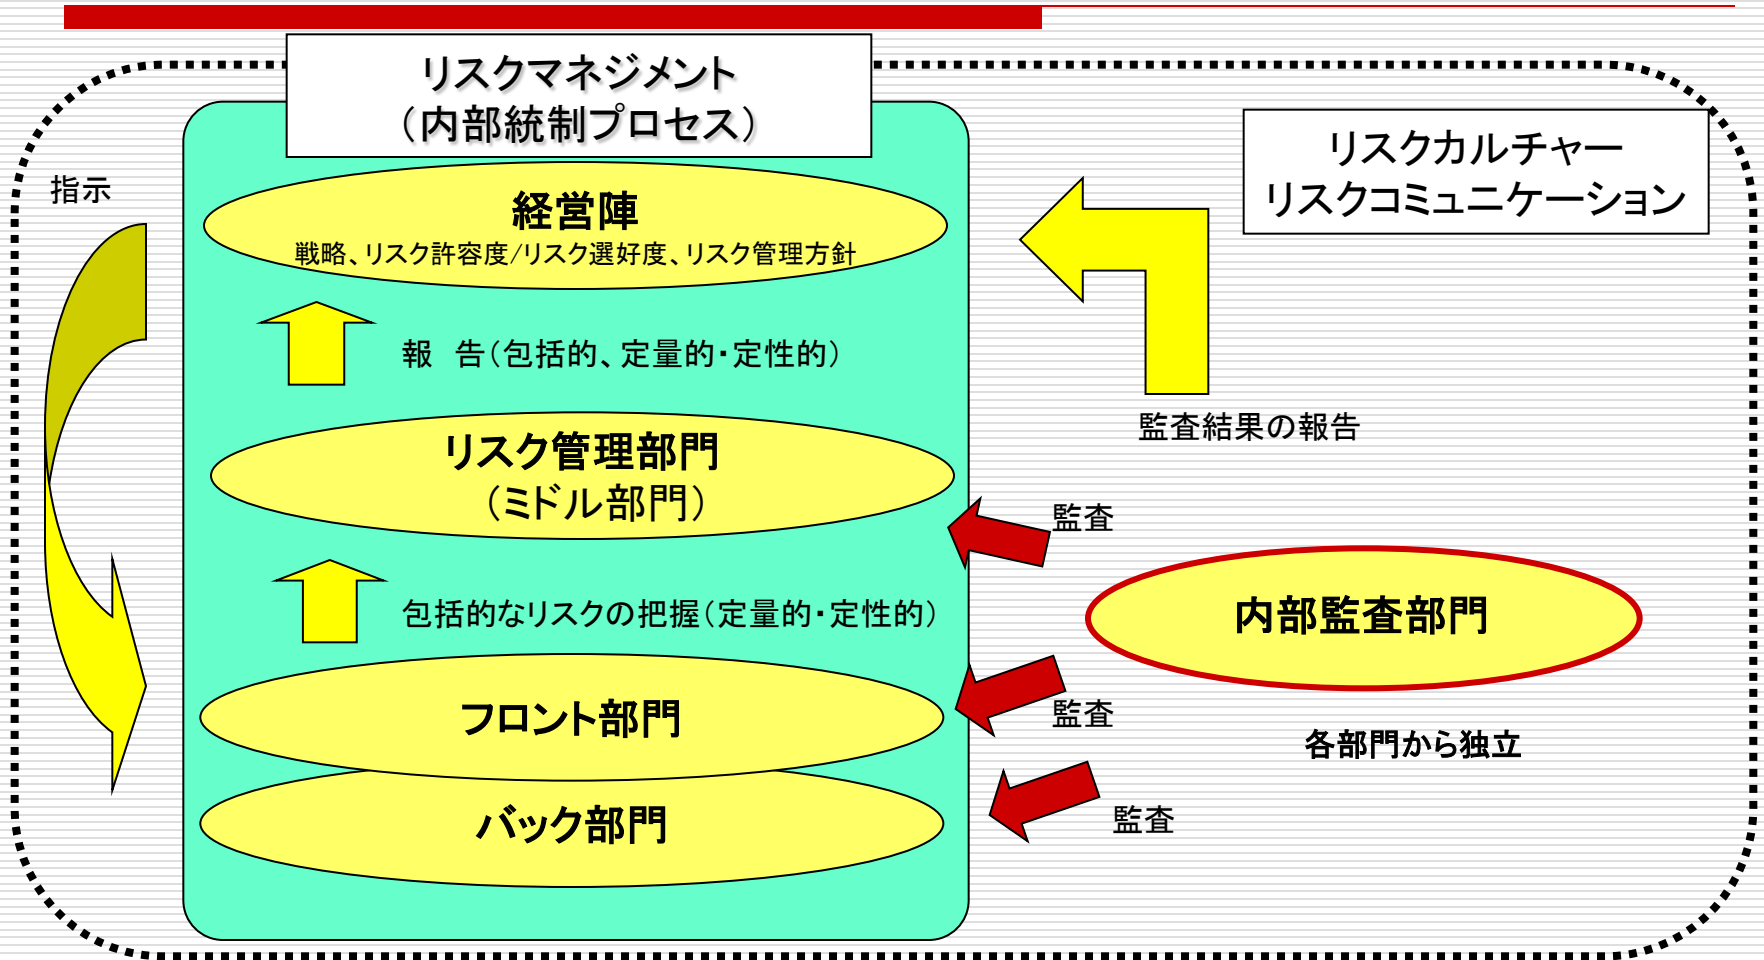 リスクマネジメント
（内部統制プロセス）
リスクカルチャー
リスクコミュニケーション
指示
経営陣
戦略、リスク許容度/リスク選好度、リスク管理方針
報　告（包括的、定量的・定性的）
監査結果の報告
リスク管理部門
（ミドル部門）
監査
包括的なリスクの把握（定量的・定性的）
内部監査部門
フロント部門
監査
各部門から独立
バック部門
監査